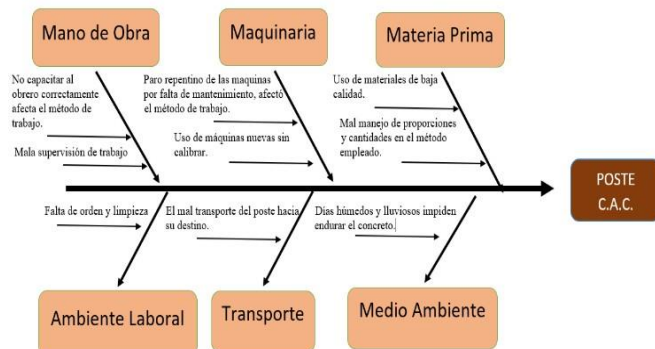 Mano de Obra
Maquinaria
Materia Prima
No capacitar al
obrero correctamente
afecta el método de
trabajo.
Mala supervisión de trabajo
Paro repentino de las maquinas
por falta de mantenimiento, afectó
el método de trabajo.
Uso de máquinas nuevas sin
calibrar.
Uso de materiales de baja
calidad.
Mal manejo de proporciones
y cantidades en el método
empleado.
POSTE
C.A.C.
Falta de orden y limpieza
El mal transporte del poste hacia
su destino.
Días húmedos y lluviosos impiden
endurar el concreto.
Ambiente Laboral
Transporte
Medio Ambiente